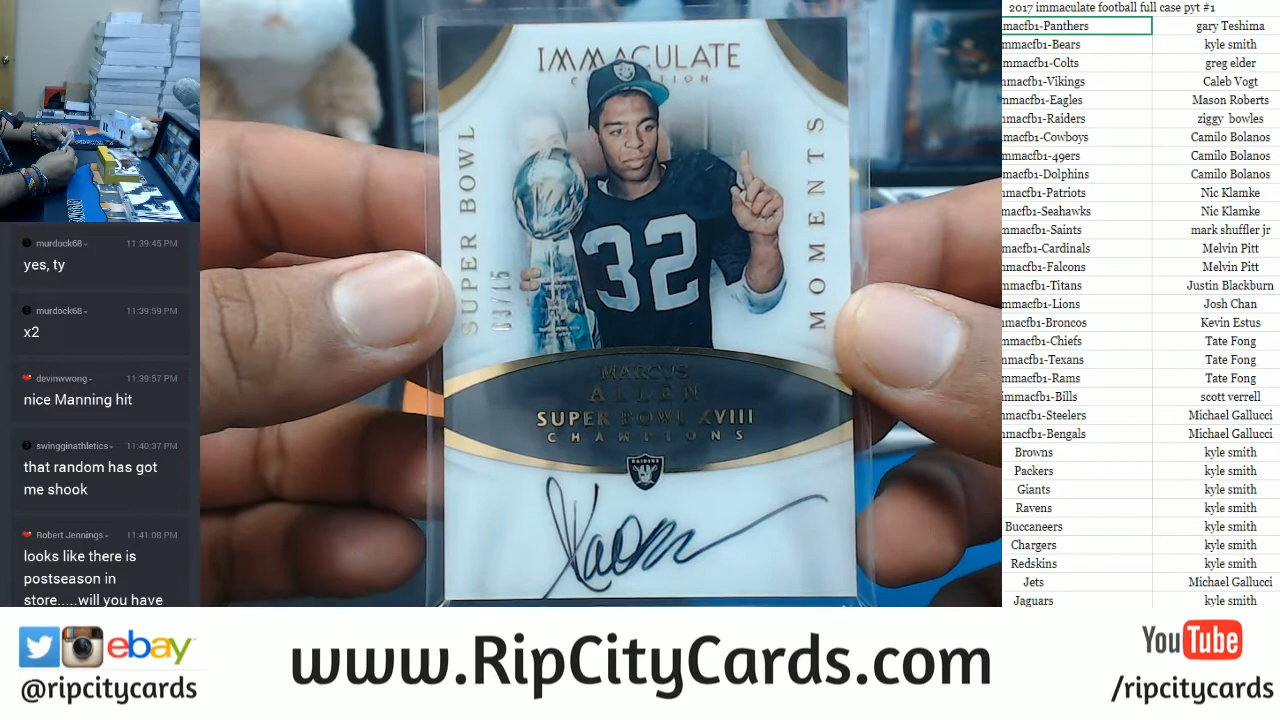 2017 immaculate football full case pyt #1
macfb1-Panthers gary Teshima
mmacfb1-Bears kyle smith
mmacfb1-Colts greg elder
mmacfb1-Vikings Caleb Vogt
mmacfb1-Eagles Mason Roberts
mmacfb1-Raiders ziggy bowles
mmacfb1-Cowboys Camilo Bolanos
mmacfb1-49ers Camilo Bolanos
mmacfb1-Dolphins Camilo Bolanos
mmacfb1-Patriots Nic Klamke
mmacfb1-Seahawks Nic Klamke
mmacfb1-Saints mark shuffler jr
macfb1-Cardinals Melvin Pitt
mmacfb1-Falcons Melvin Pitt
mmacfb1-Titans Justin Blackburn
mmacfb1-Lions Josh Chan
mmacfb1-Broncos Kevin Estus
mmacfb1-Chiefs Tate Fong
mmacfb1-Texans Tate Fong
mmacfb1-Rams Tate Fong
mmacfb1-Bills scott verrell
mmacfb1-Steelers Michael Gallucci
mmacfb1-Bengals Michael Gallucci
Browns kyle smith
Packers kyle smith
Giants kyle smith
Ravens kyle smith
Buccaneers kyle smith
Chargers kyle smith
Redskins kyle smith
Jets Michael Gallucci
Jaguars kyle smith
murdock68 11:39:45 PM
yes, ty
murdock68 11:39:59 PM
x2
devinwwong 11:39:57 PM
nice Manning hit
swingginathletics 11:40:37 PM
that random has got
me shook
Robert Jennings 11:41:08 PM
looks like there is
postseason in
store.....will you have
IMMACULATE
COLLECTION
SUPER BOWL
MOMENTS
03/15
32
MARCUS
ALLEN
SUPER BOWL XVIII
CHAMPIONS
RAIDERS
ebay
@ripcitycards
www.RipCityCards.com
YouTube
/ripcitycards